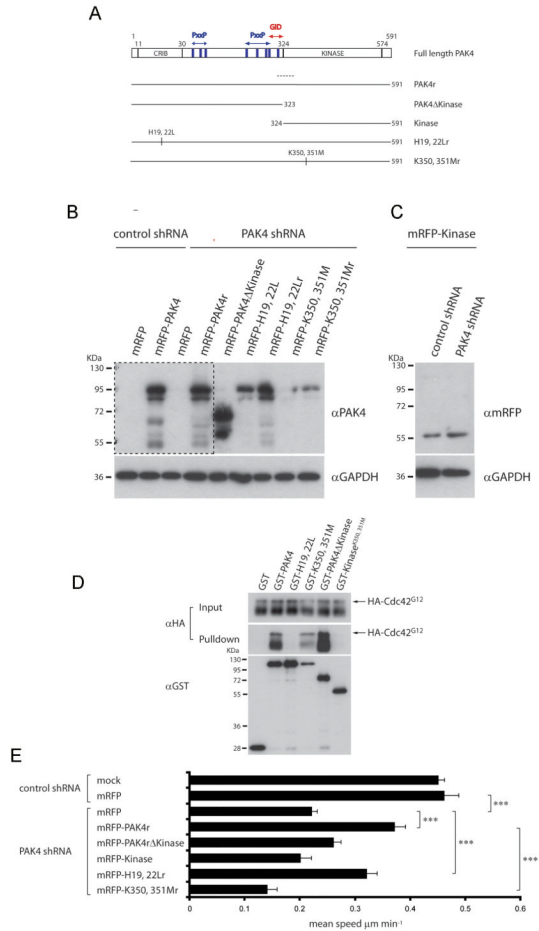 A
PxxP PxxP GID
1 11 30 324 574 591
CRIB KINASE Full length PAK4
591 PAK4r
323 PAK4ΔKinase
324 591 Kinase
H19, 22L
591 H19, 22Lr
K350, 351M
591 K350, 351Mr
B
control shRNA PAK4 shRNA
mRFP
mRFP-PAK4
mRFP
mRFP-PAK4r
mRFP-PAK4ΔKinase
mRFP-H19, 22L
mRFP-H19, 22Lr
mRFP-K350, 351M
mRFP-K350, 351Mr
KDa
130
95
72
55
αPAK4
36
αGAPDH
C
mRFP-Kinase
control shRNA
PAK4 shRNA
KDa
130
95
72
55
αmRFP
36
αGAPDH
D
GST
GST-PAK4
GST-H19, 22L
GST-K350, 351M
GST-PAK4ΔKinase
GST-Kinase K350, 351M
αHA
Input
HA-Cdc42G12
Pulldown
HA-Cdc42G12
KDa
αGST
130
95
72
55
36
28
E
control shRNA
mock
mRFP
PAK4 shRNA
mRFP
mRFP-PAK4r
mRFP-PAK4rΔKinase
mRFP-Kinase
mRFP-H19, 22Lr
mRFP-K350, 351Mr
***
***
***
***
0 0.1 0.2 0.3 0.4 0.5 0.6
mean speed μm min-1